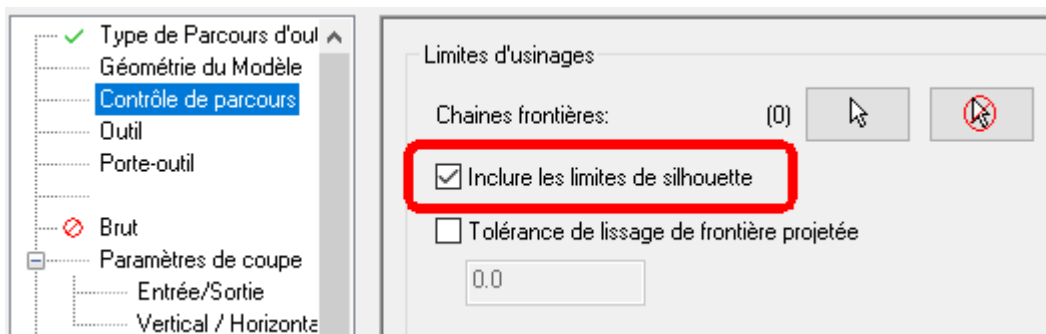 Type de Parcours d'out
Géométrie du Modèle
Contrôle de parcours
Outil
Porte-outil
Brut
Paramètres de coupe
Entrée/Sortie
Vertical / Horizonta
Limites d'usinages
Chaines frontières: (0)
Inclure les limites de silhouette
Tolérance de lissage de frontière projetée
0.0